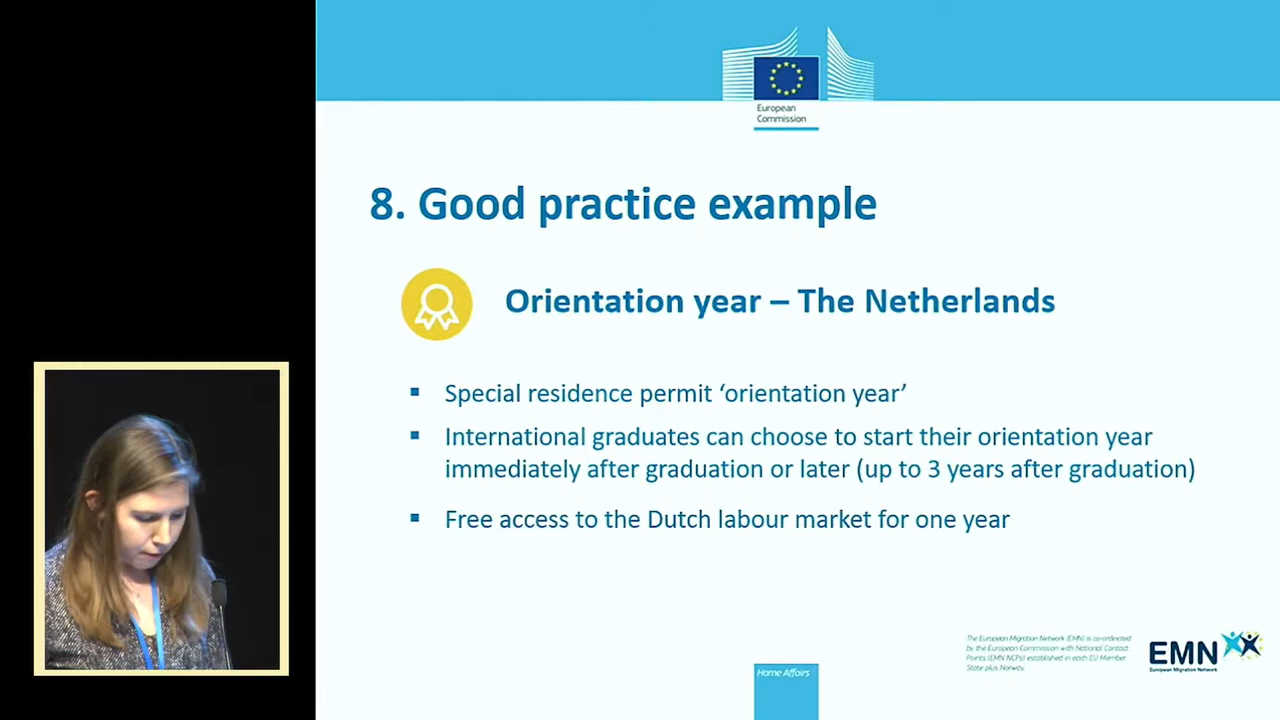 European
Commission
8. Good practice example
Orientation year – The Netherlands
Special residence permit ‘orientation year’
International graduates can choose to start their orientation year
immediately after graduation or later (up to 3 years after graduation)
Free access to the Dutch labour market for one year
The European Migration Network (EMN) is co-ordinated
by the European Commission with National Contact
Points (EMN NCPs) established in each EU Member
State plus Norway.
EMN
European Migration Network
Home Affairs